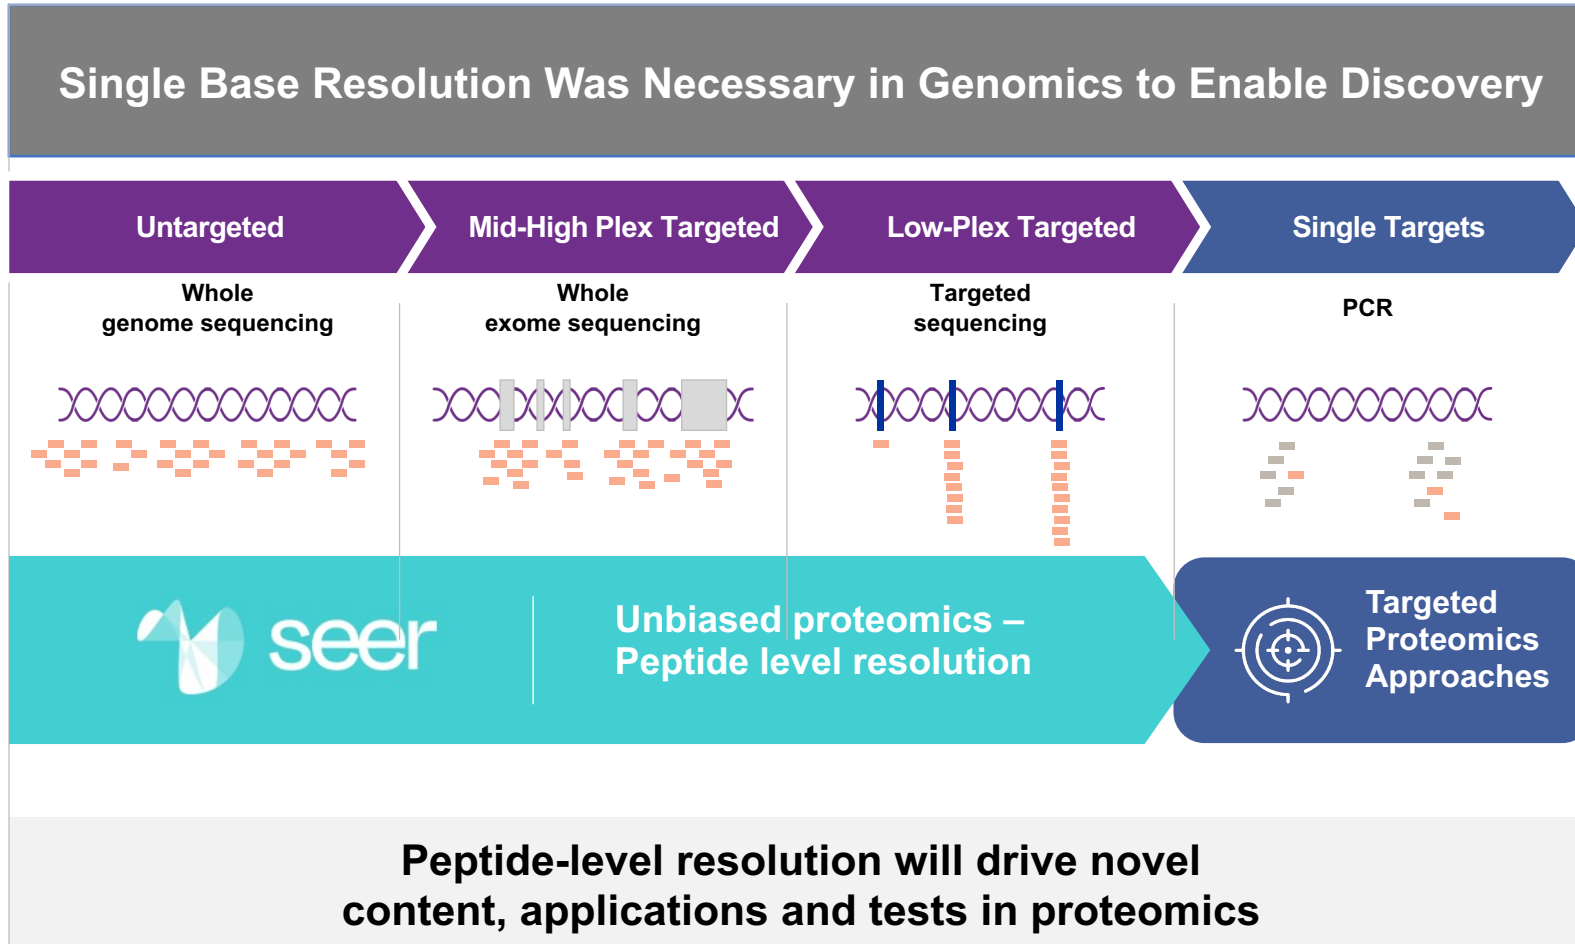 Single Base Resolution Was Necessary in Genomics to Enable Discovery
Untargeted
Mid-High Plex Targeted
Low-Plex Targeted
Single Targets
Whole
genome sequencing
Whole
exome sequencing
Targeted
sequencing
PCR
seer
Unbiased proteomics –
Peptide level resolution
Targeted
Proteomics
Approaches
Peptide-level resolution will drive novel
content, applications and tests in proteomics